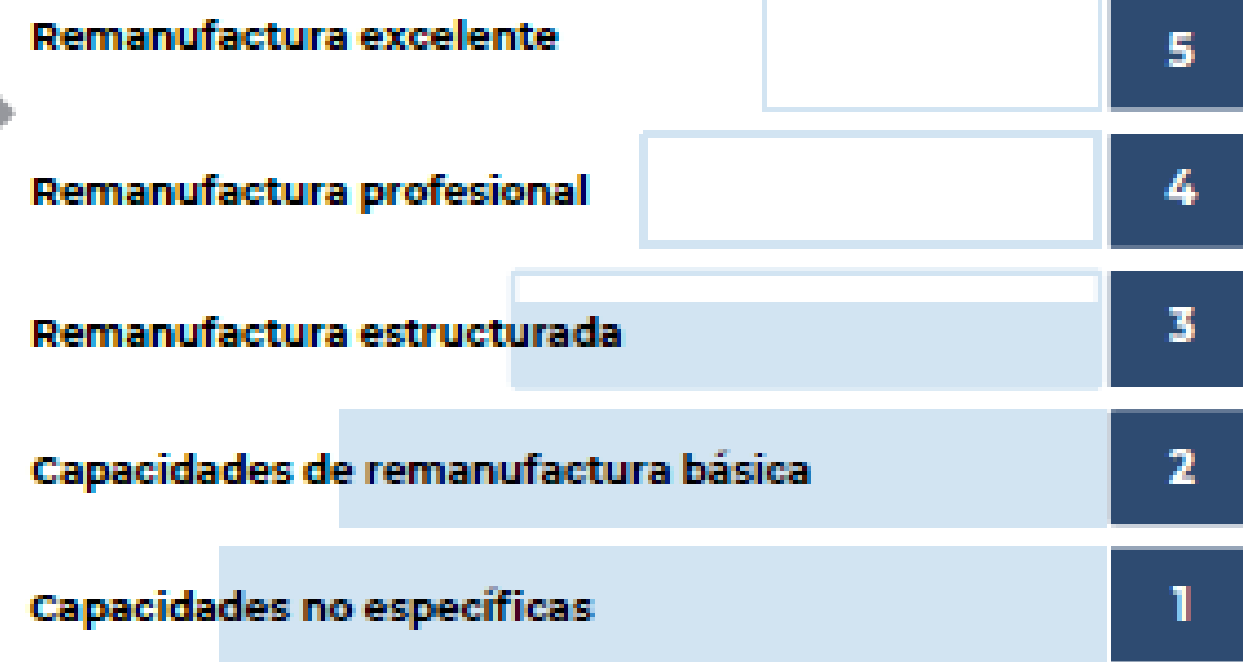 Remanufactura excelente 5
Remanufactura profesional 4
Remanufactura estructurada 3
Capacidades de remanufactura básica 2
Capacidades no específicas 1